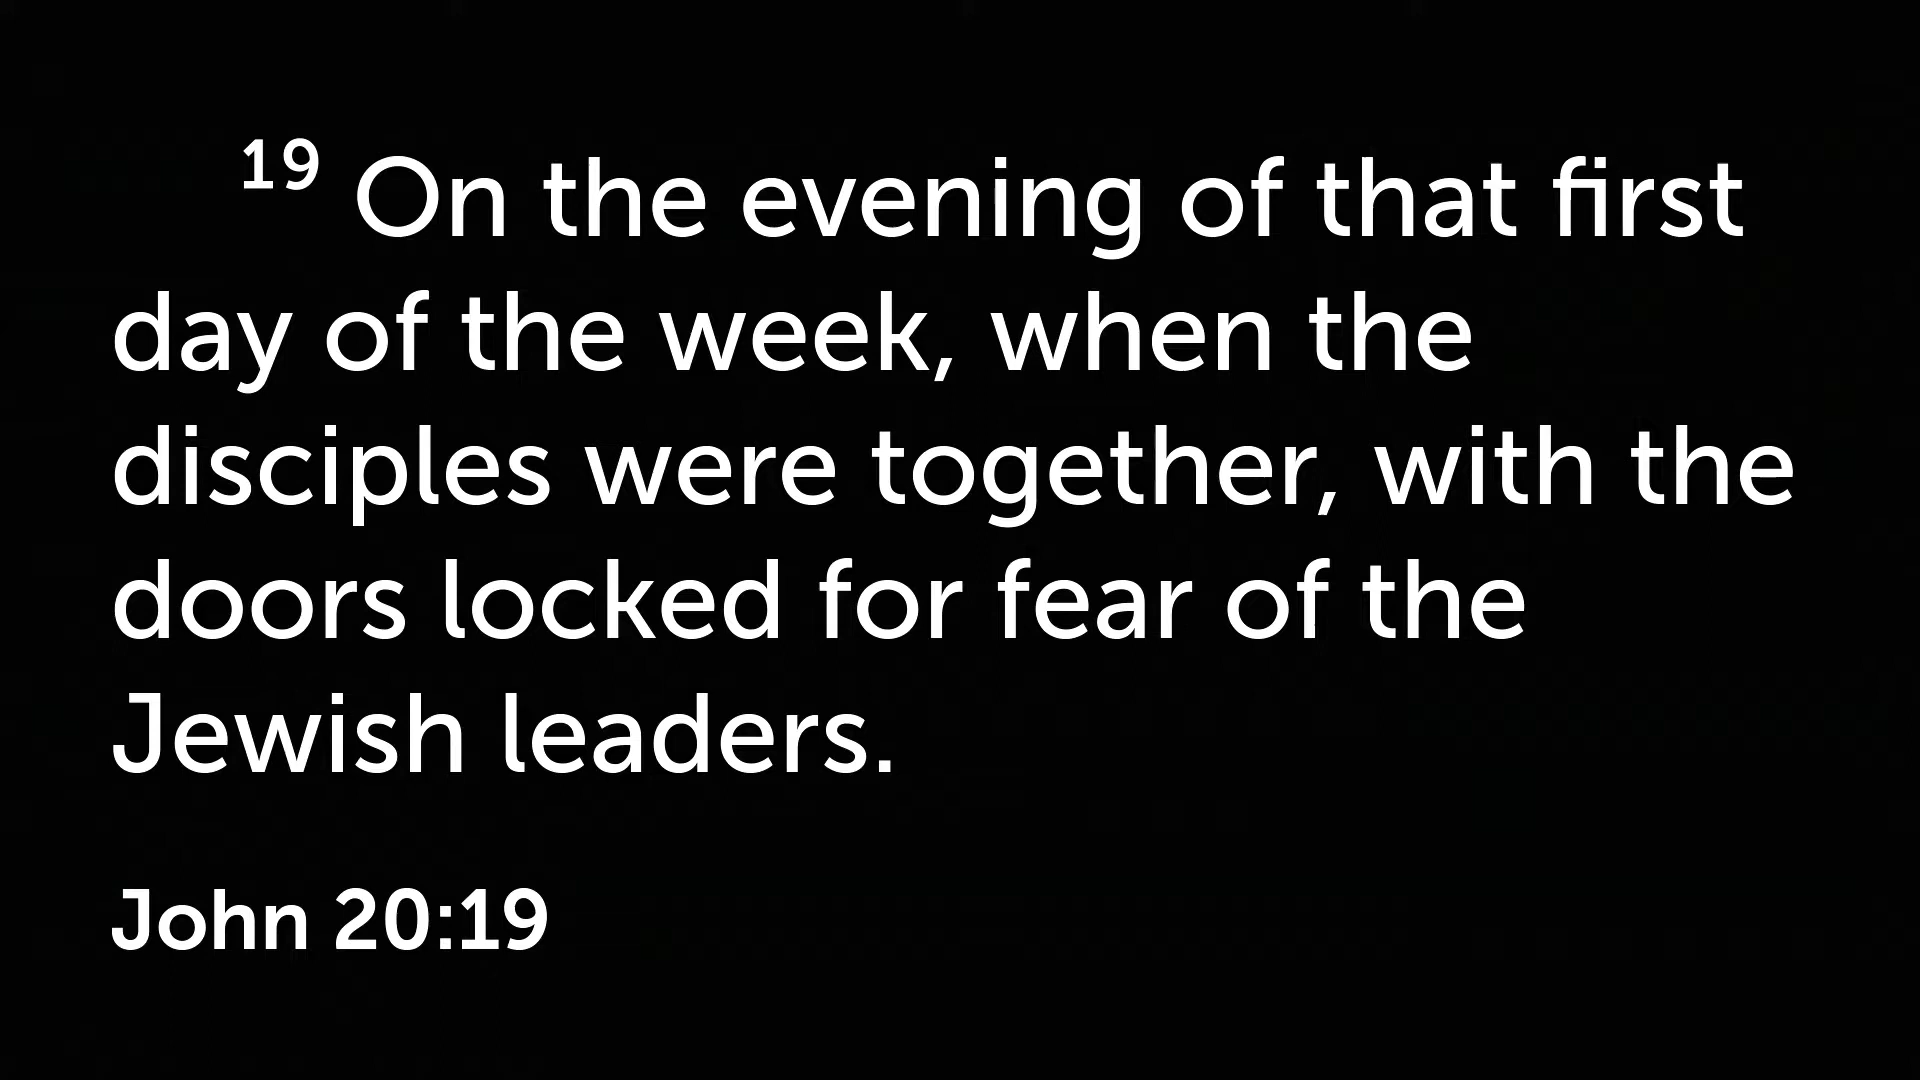 19 On the evening of that first
day of the week, when the
disciples were together, with the
doors locked for fear of the
Jewish leaders.
John 20:19